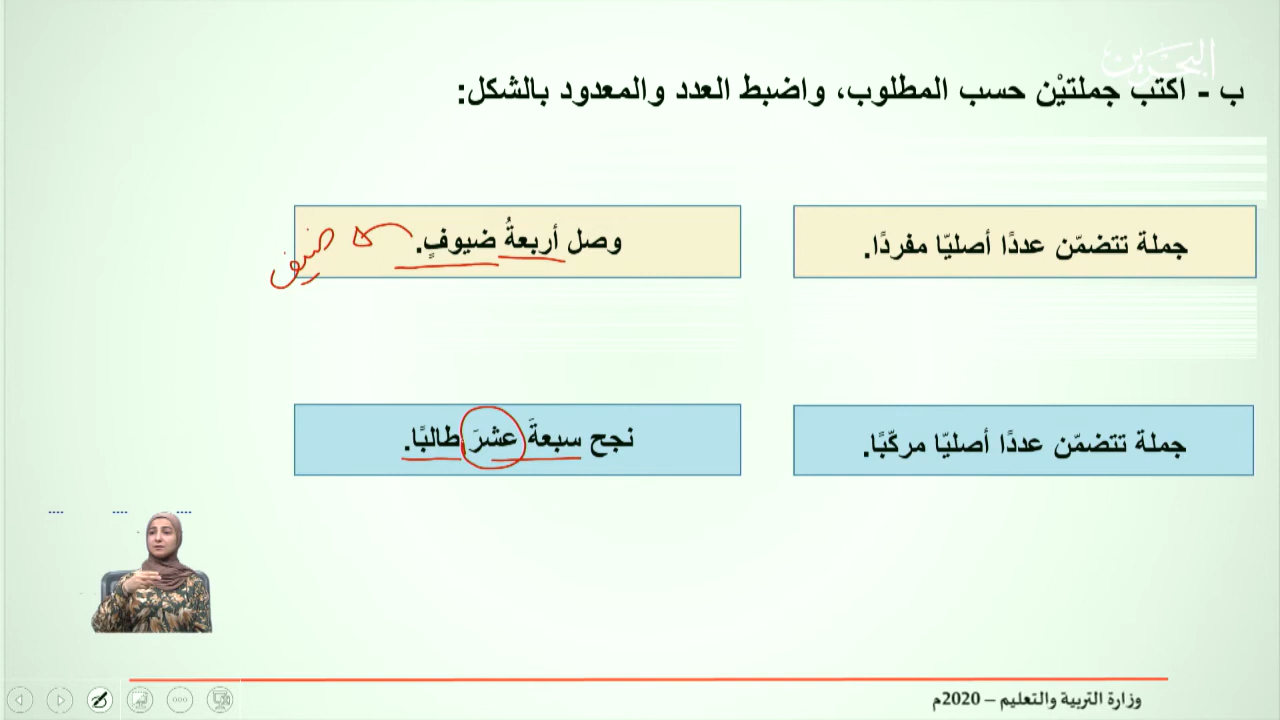 البحرين
ب - اكتب جملتيْن حسب المطلوب، واضبط العدد والمعدود بالشكل:
جملة تتضمّن عددًا أصليّا مفردًا.
وصل أربعةُ ضيوفٍ.
ضيف
جملة تتضمّن عددًا أصليّا مركّبًا.
نجح سبعةَ عشرَ طالبًا.
وزارة التربية والتعليم – 2020م